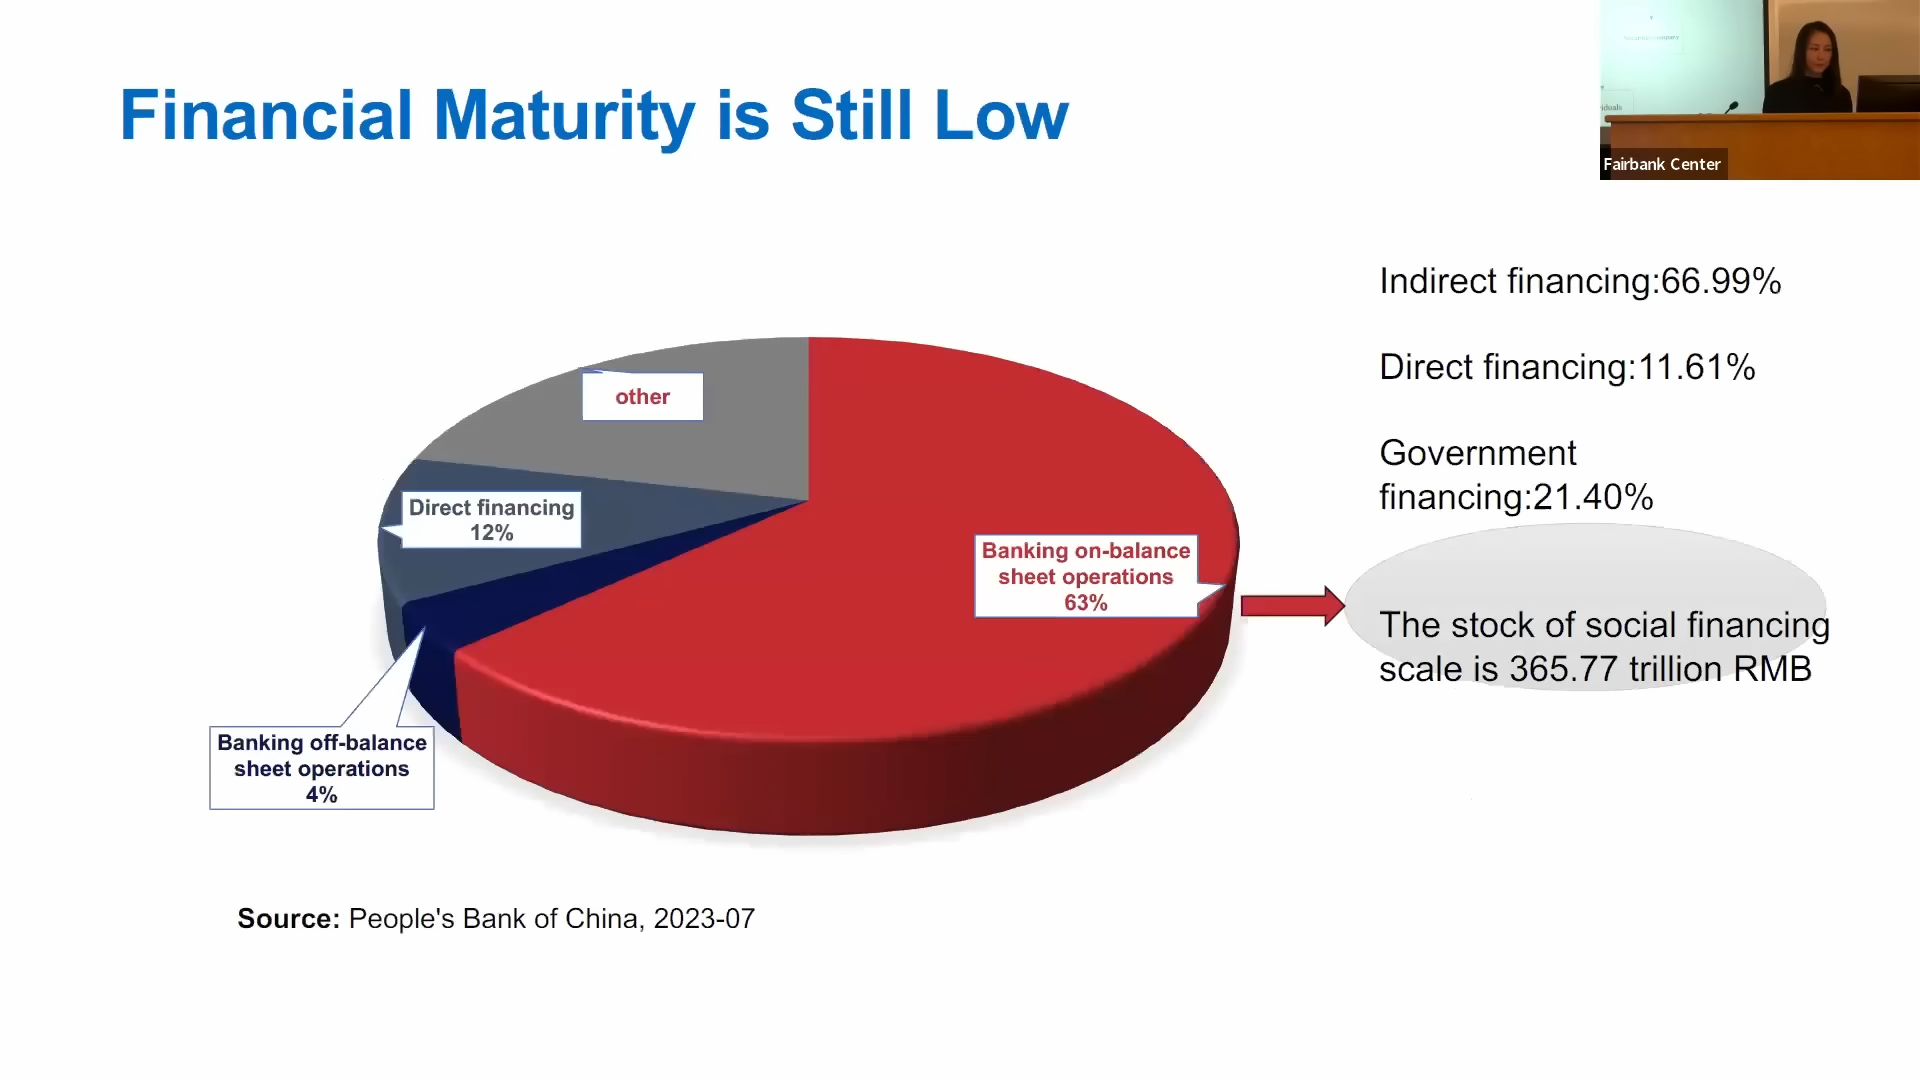 Financial Maturity is Still Low
Fairbank Center
Indirect financing:66.99%
Direct financing:11.61%
Government
financing:21.40%
The stock of social financing
scale is 365.77 trillion RMB
other
Direct financing
12%
Banking on-balance
sheet operations
63%
Banking off-balance
sheet operations
4%
Source: People's Bank of China, 2023-07